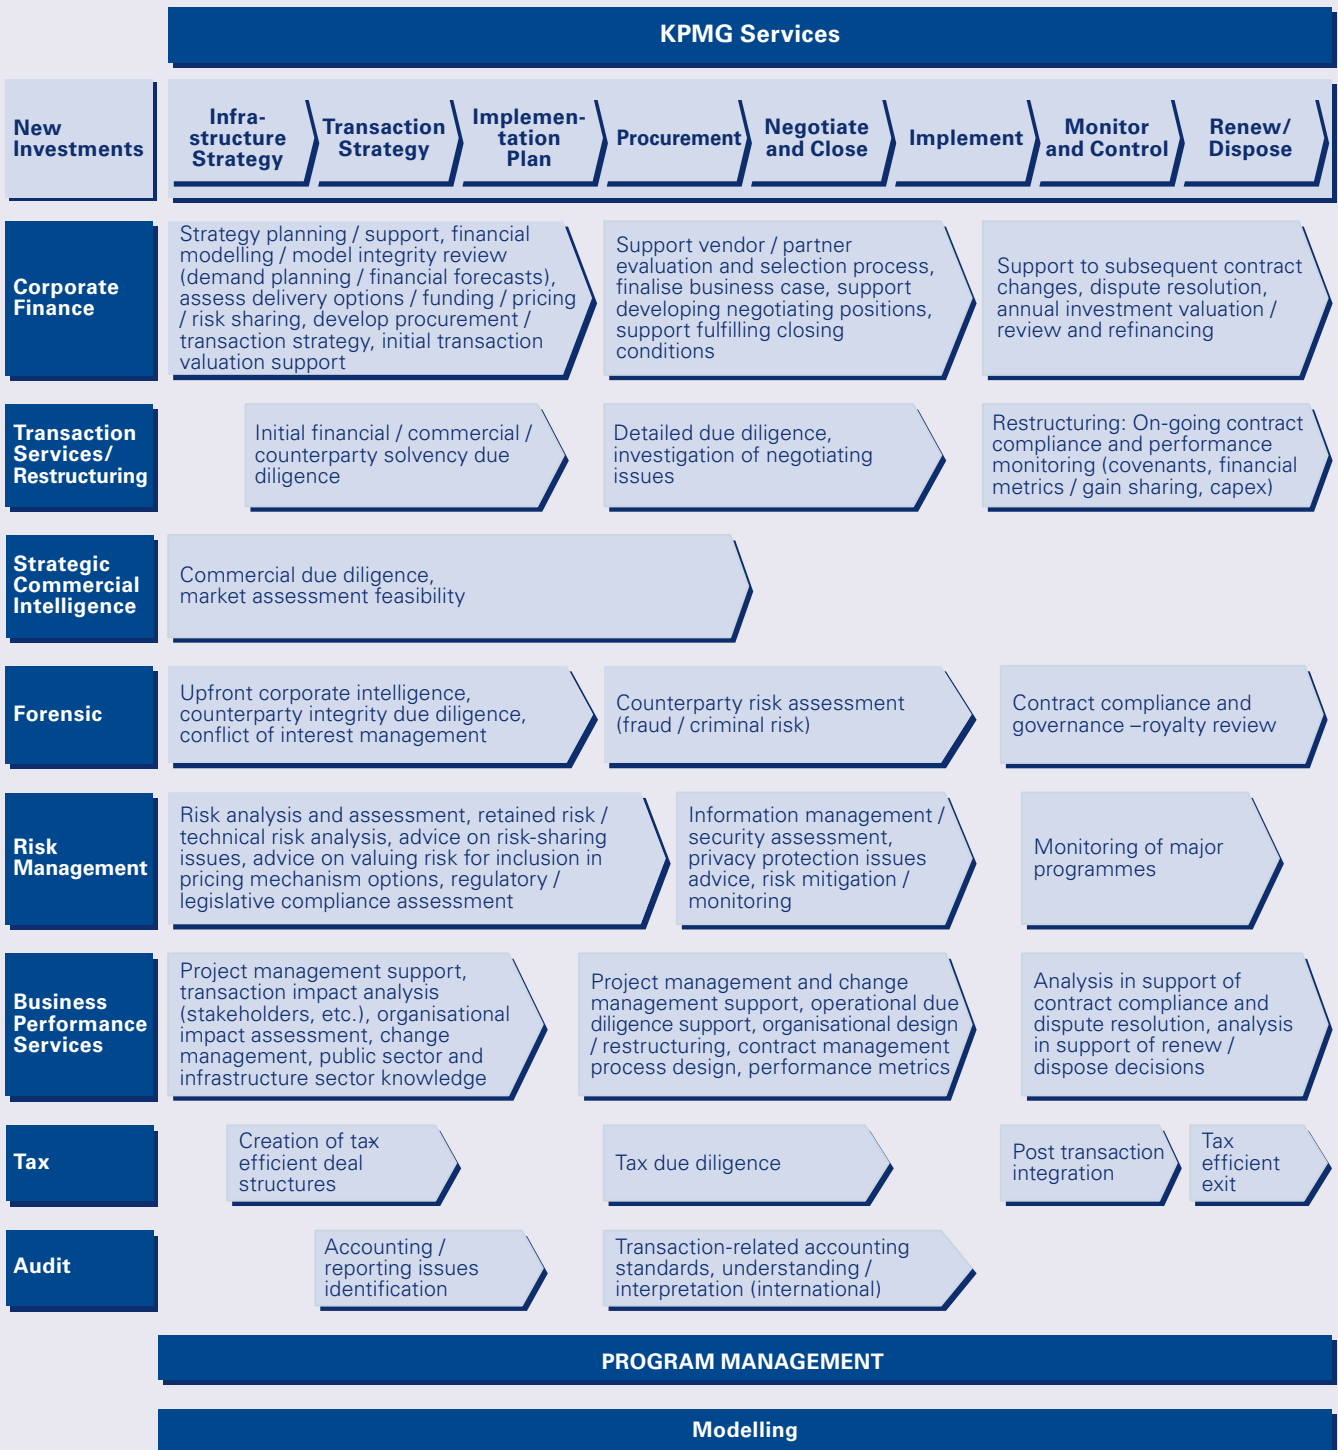 KPMG Services
New
Investments
Infra-
structure
Strategy
Transaction
Strategy
Implemen-
tation
Plan
Procurement
Negotiate
and Close
Implement
Monitor
and Control
Renew/
Dispose
Corporate
Finance
Strategy planning / support, financial
modelling / model integrity review
(demand planning / financial forecasts),
assess delivery options / funding / pricing
/ risk sharing, develop procurement /
transaction strategy, initial transaction
valuation support
Support vendor / partner
evaluation and selection process,
finalise business case, support
developing negotiating positions,
support fulfilling closing
conditions
Support to subsequent contract
changes, dispute resolution,
annual investment valuation /
review and refinancing
Transaction
Services/
Restructuring
Initial financial / commercial /
counterparty solvency due
diligence
Detailed due diligence,
investigation of negotiating
issues
Restructuring: On-going contract
compliance and performance
monitoring (covenants, financial
metrics / gain sharing, capex)
Strategic
Commercial
Intelligence
Commercial due diligence,
market assessment feasibility
Forensic
Upfront corporate intelligence,
counterparty integrity due diligence,
conflict of interest management
Counterparty risk assessment
(fraud / criminal risk)
Contract compliance and
governance –royalty review
Risk
Management
Risk analysis and assessment, retained risk /
technical risk analysis, advice on risk-sharing
issues, advice on valuing risk for inclusion in
pricing mechanism options, regulatory /
legislative compliance assessment
Information management /
security assessment,
privacy protection issues
advice, risk mitigation /
monitoring
Monitoring of major
programmes
Business
Performance
Services
Project management support,
transaction impact analysis
(stakeholders, etc.), organisational
impact assessment, change
management, public sector and
infrastructure sector knowledge
Project management and change
management support, operational due
diligence support, organisational design
/ restructuring, contract management
process design, performance metrics
Analysis in support of
contract compliance and
dispute resolution, analysis
in support of renew /
dispose decisions
Tax
Creation of tax
efficient deal
structures
Tax due diligence
Post transaction
integration
Tax
efficient
exit
Audit
Accounting /
reporting issues
identification
Transaction-related accounting
standards, understanding /
interpretation (international)
PROGRAM MANAGEMENT
Modelling